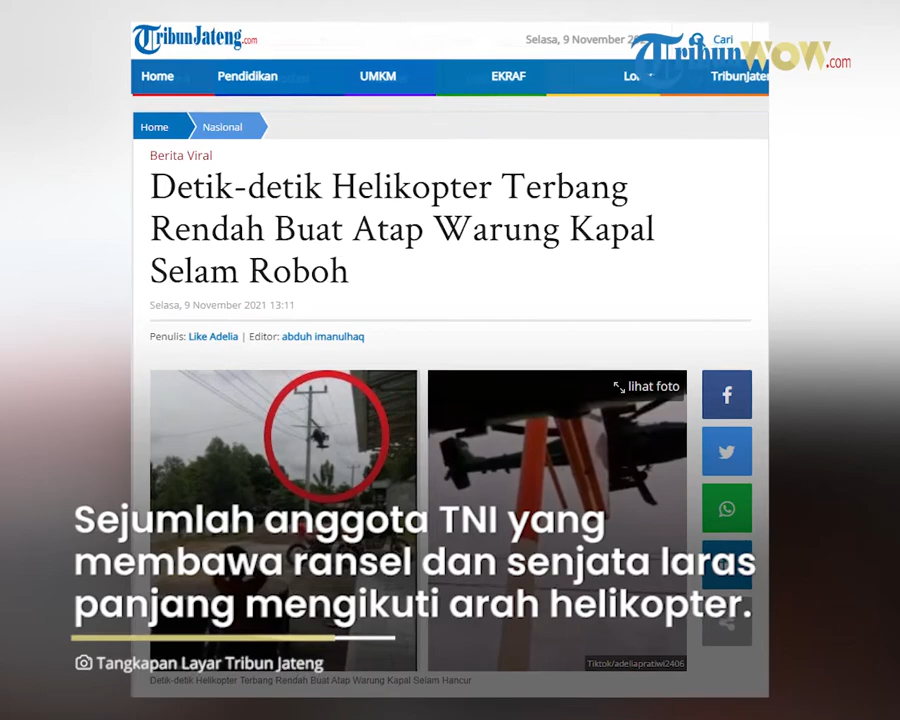 TribunJateng.com
Selasa, 9 November
Cari
TribunWOW.com
Home
Pendidikan
UMKM
EKRAF
Home
Nasional
Berita Viral
Detik-detik Helikopter Terbang
Rendah Buat Atap Warung Kapal
Selam Roboh
Selasa, 9 November 2021 13:11
Penulis: Like Adelia | Editor: abduh imanulhaq
lihat foto
Sejumlah anggota TNI yang
membawa ransel dan senjata laras
panjang mengikuti arah helikopter.
Tangkapan Layar Tribun Jateng
Tiktok/adeliapratiwi2406
Detik-detik Helikopter Terbang Rendah Buat Atap Warung Kapal Selam Hancur